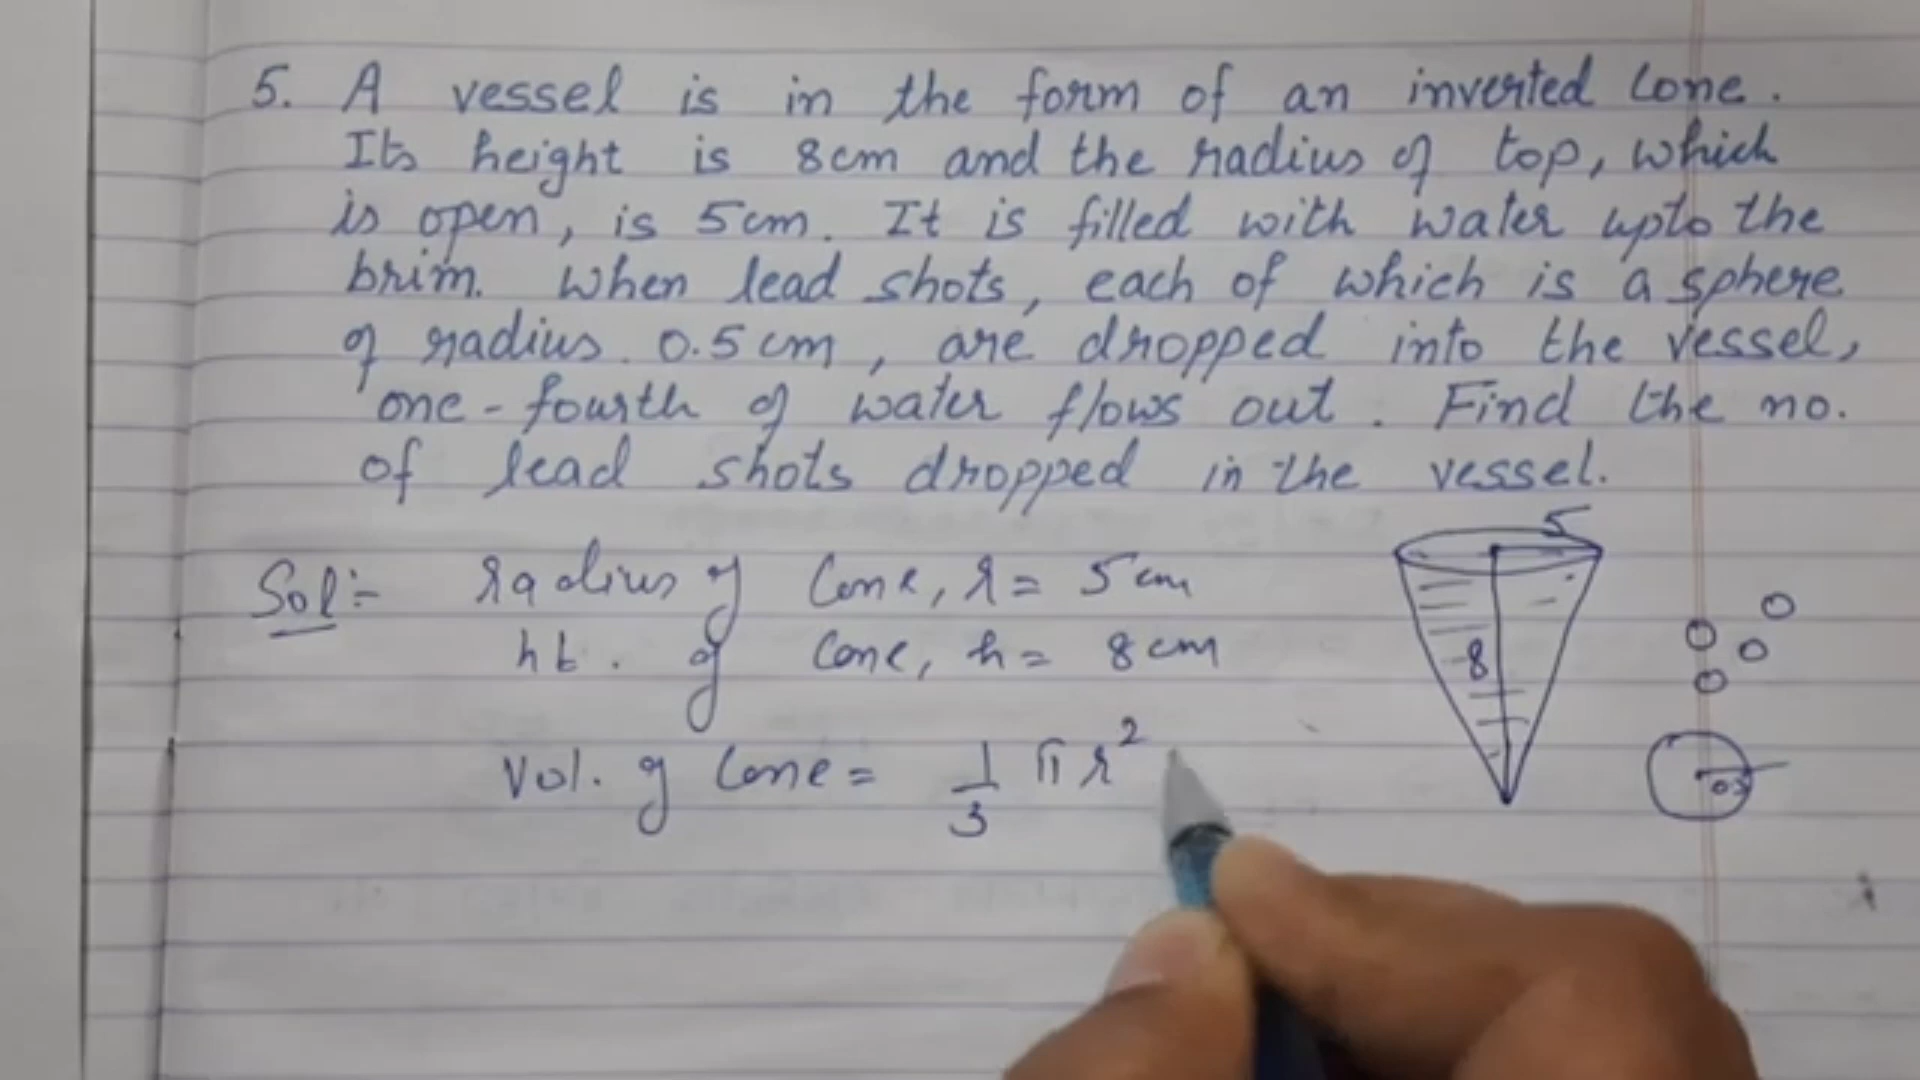 5. A vessel is in the form of an inverted Cone.
Its height is 8cm and the radius of top, which
is open, is 5cm. It is filled with water upto the
brim. When lead shots, each of which is a sphere
of radius 0.5cm, are dropped into the vessel,
one-fourth of water flows out. Find the no.
of lead shots dropped in the vessel.
5
Sol:- radius of Cone, r = 5cm
ht. of Cone, h = 8cm
8
Vol. of Cone = 1/3 πr²